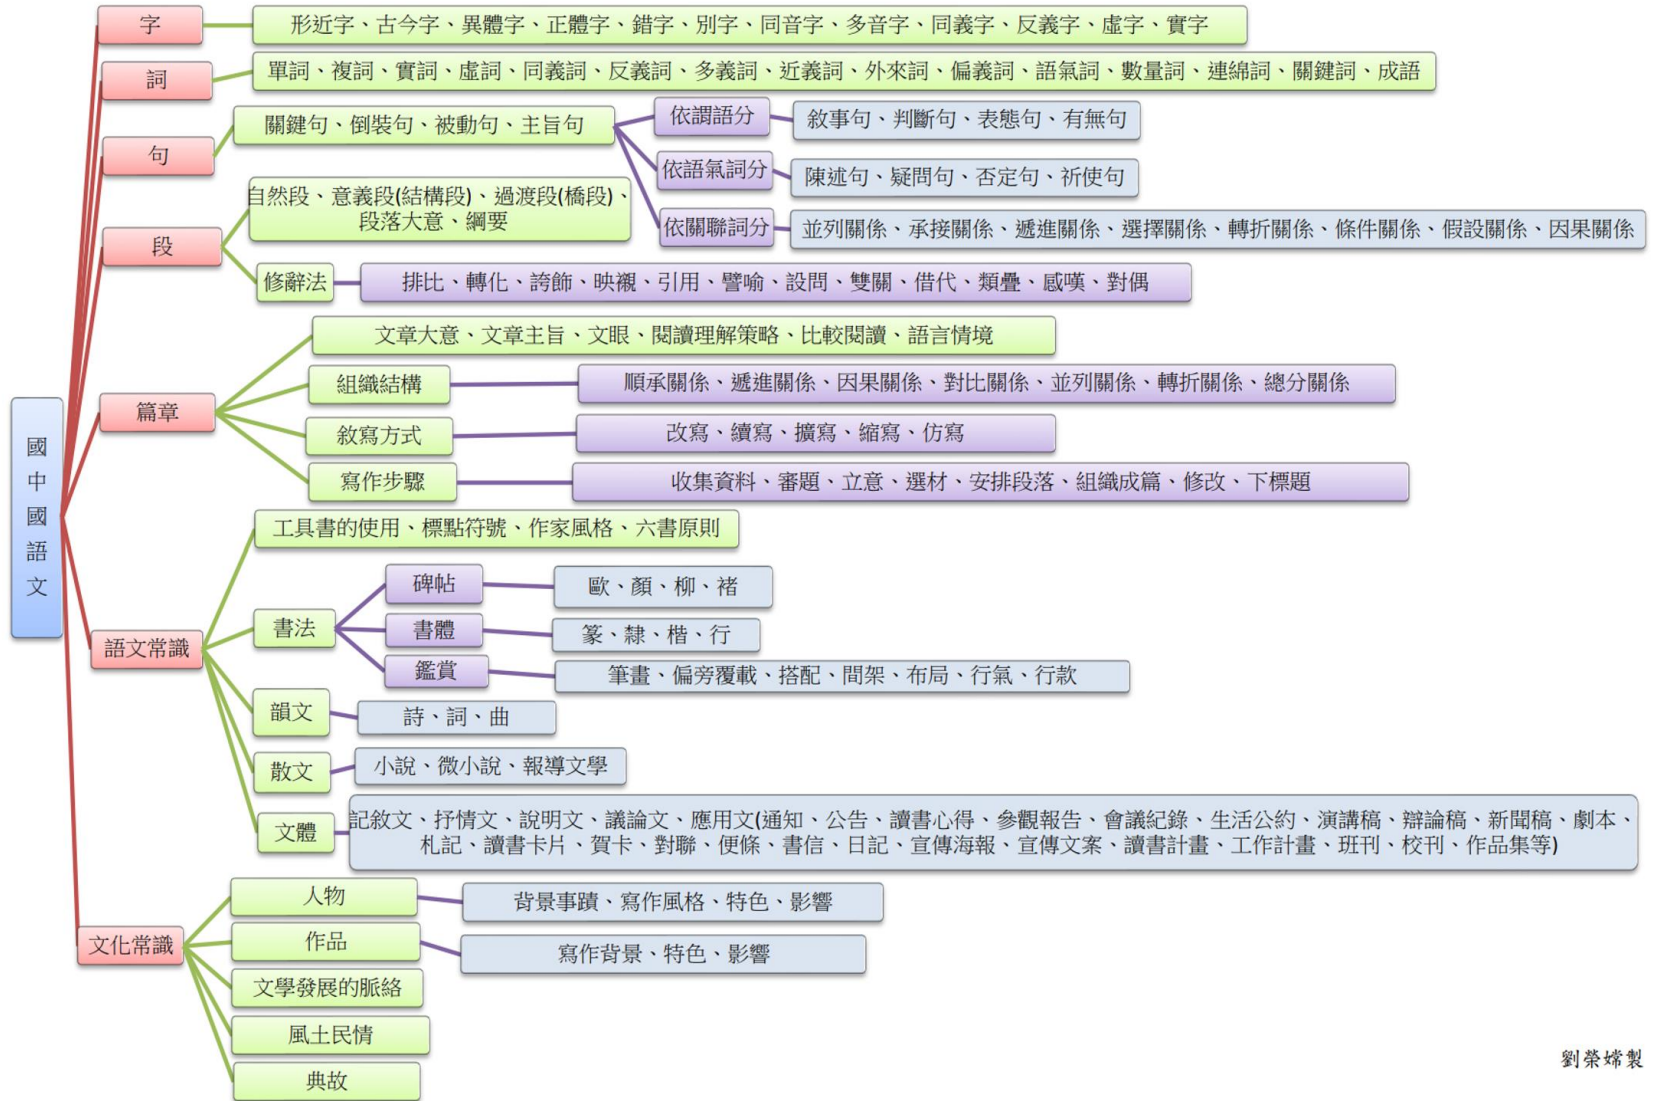 國中國語文
字
形近字、古今字、異體字、正體字、錯字、別字、同音字、多音字、同義字、反義字、虛字、實字
詞
單詞、複詞、實詞、虛詞、同義詞、反義詞、多義詞、近義詞、外來詞、偏義詞、語氣詞、數量詞、連綿詞、關鍵詞、成語
句
關鍵句、倒裝句、被動句、主旨句
依謂語分
敘事句、判斷句、表態句、有無句
依語氣詞分
陳述句、疑問句、否定句、祈使句
依關聯詞分
並列關係、承接關係、遞進關係、選擇關係、轉折關係、條件關係、假設關係、因果關係
段
自然段、意義段(結構段)、過渡段(橋段)、
段落大意、綱要
修辭法
排比、轉化、誇飾、映襯、引用、譬喻、設問、雙關、借代、類疊、感嘆、對偶
篇章
文章大意、文章主旨、文眼、閱讀理解策略、比較閱讀、語言情境
組織結構
順承關係、遞進關係、因果關係、對比關係、並列關係、轉折關係、總分關係
敘寫方式
改寫、續寫、擴寫、縮寫、仿寫
寫作步驟
收集資料、審題、立意、選材、安排段落、組織成篇、修改、下標題
語文常識
工具書的使用、標點符號、作家風格、六書原則
書法
碑帖
歐、顏、柳、褚
書體
篆、隸、楷、行
鑑賞
筆畫、偏旁覆載、搭配、間架、布局、行氣、行款
韻文
詩、詞、曲
散文
小說、微小說、報導文學
文體
記敘文、抒情文、說明文、議論文、應用文(通知、公告、讀書心得、參觀報告、會議紀錄、生活公約、演講稿、辯論稿、新聞稿、劇本、
札記、讀書卡片、賀卡、對聯、便條、書信、日記、宣傳海報、宣傳文案、讀書計畫、工作計畫、班刊、校刊、作品集等)
文化常識
人物
背景事蹟、寫作風格、特色、影響
作品
寫作背景、特色、影響
文學發展的脈絡
風土民情
典故
劉榮嫦製